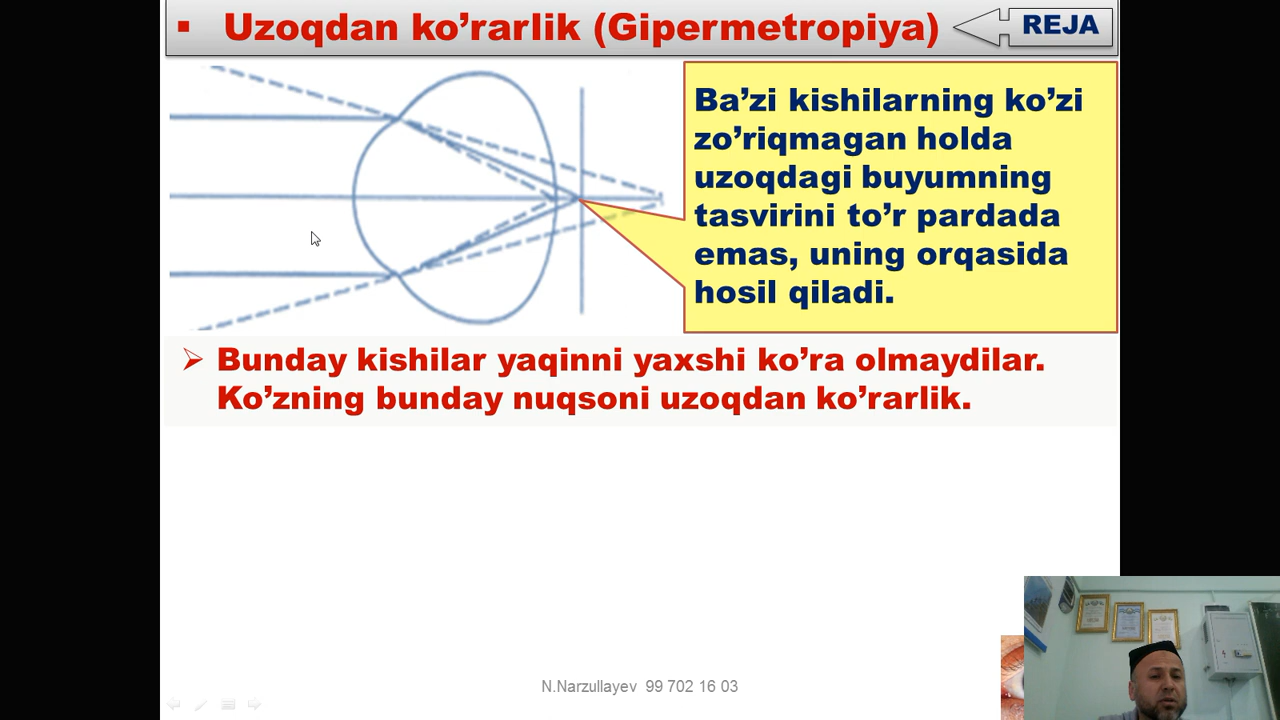 Uzoqdan ko’rarlik (Gipermetropiya)
REJA
Ba’zi kishilarning ko’zi
zo’riqmagan holda
uzoqdagi buyumning
tasvirini to’r pardada
emas, uning orqasida
hosil qiladi.
Bunday kishilar yaqinni yaxshi ko’ra olmaydilar.
Ko’zning bunday nuqsoni uzoqdan ko’rarlik.
N.Narzullayev 99 702 16 03